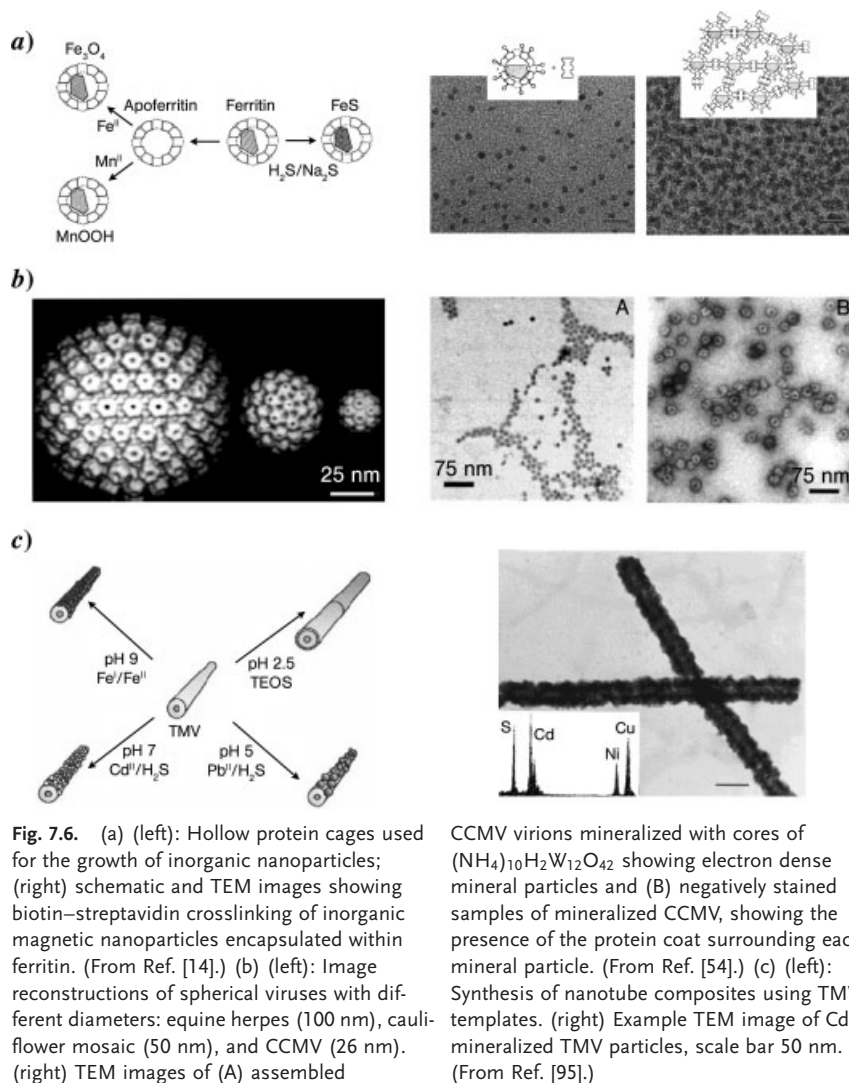 a)
Fe3O4
Apoferritin
Ferritin
FeS
FeII
MnII
H2S/Na2S
MnOOH
+
b)
25 nm
A
75 nm
B
75 nm
c)
pH 9
FeI/FeII
pH 2.5
TEOS
TMV
pH 7
CdII/H2S
pH 5
PbII/H2S
S
Cd
Ni
Cu
Fig. 7.6. (a) (left): Hollow protein cages used
for the growth of inorganic nanoparticles;
(right) schematic and TEM images showing
biotin–streptavidin crosslinking of inorganic
magnetic nanoparticles encapsulated within
ferritin. (From Ref. [14].) (b) (left): Image
reconstructions of spherical viruses with dif-
ferent diameters: equine herpes (100 nm), cauli-
flower mosaic (50 nm), and CCMV (26 nm).
(right) TEM images of (A) assembled
CCMV virions mineralized with cores of
(NH4)10H2W12O42 showing electron dense
mineral particles and (B) negatively stained
samples of mineralized CCMV, showing the
presence of the protein coat surrounding eac
mineral particle. (From Ref. [54].) (c) (left):
Synthesis of nanotube composites using TM
templates. (right) Example TEM image of Cd
mineralized TMV particles, scale bar 50 nm.
(From Ref. [95].)